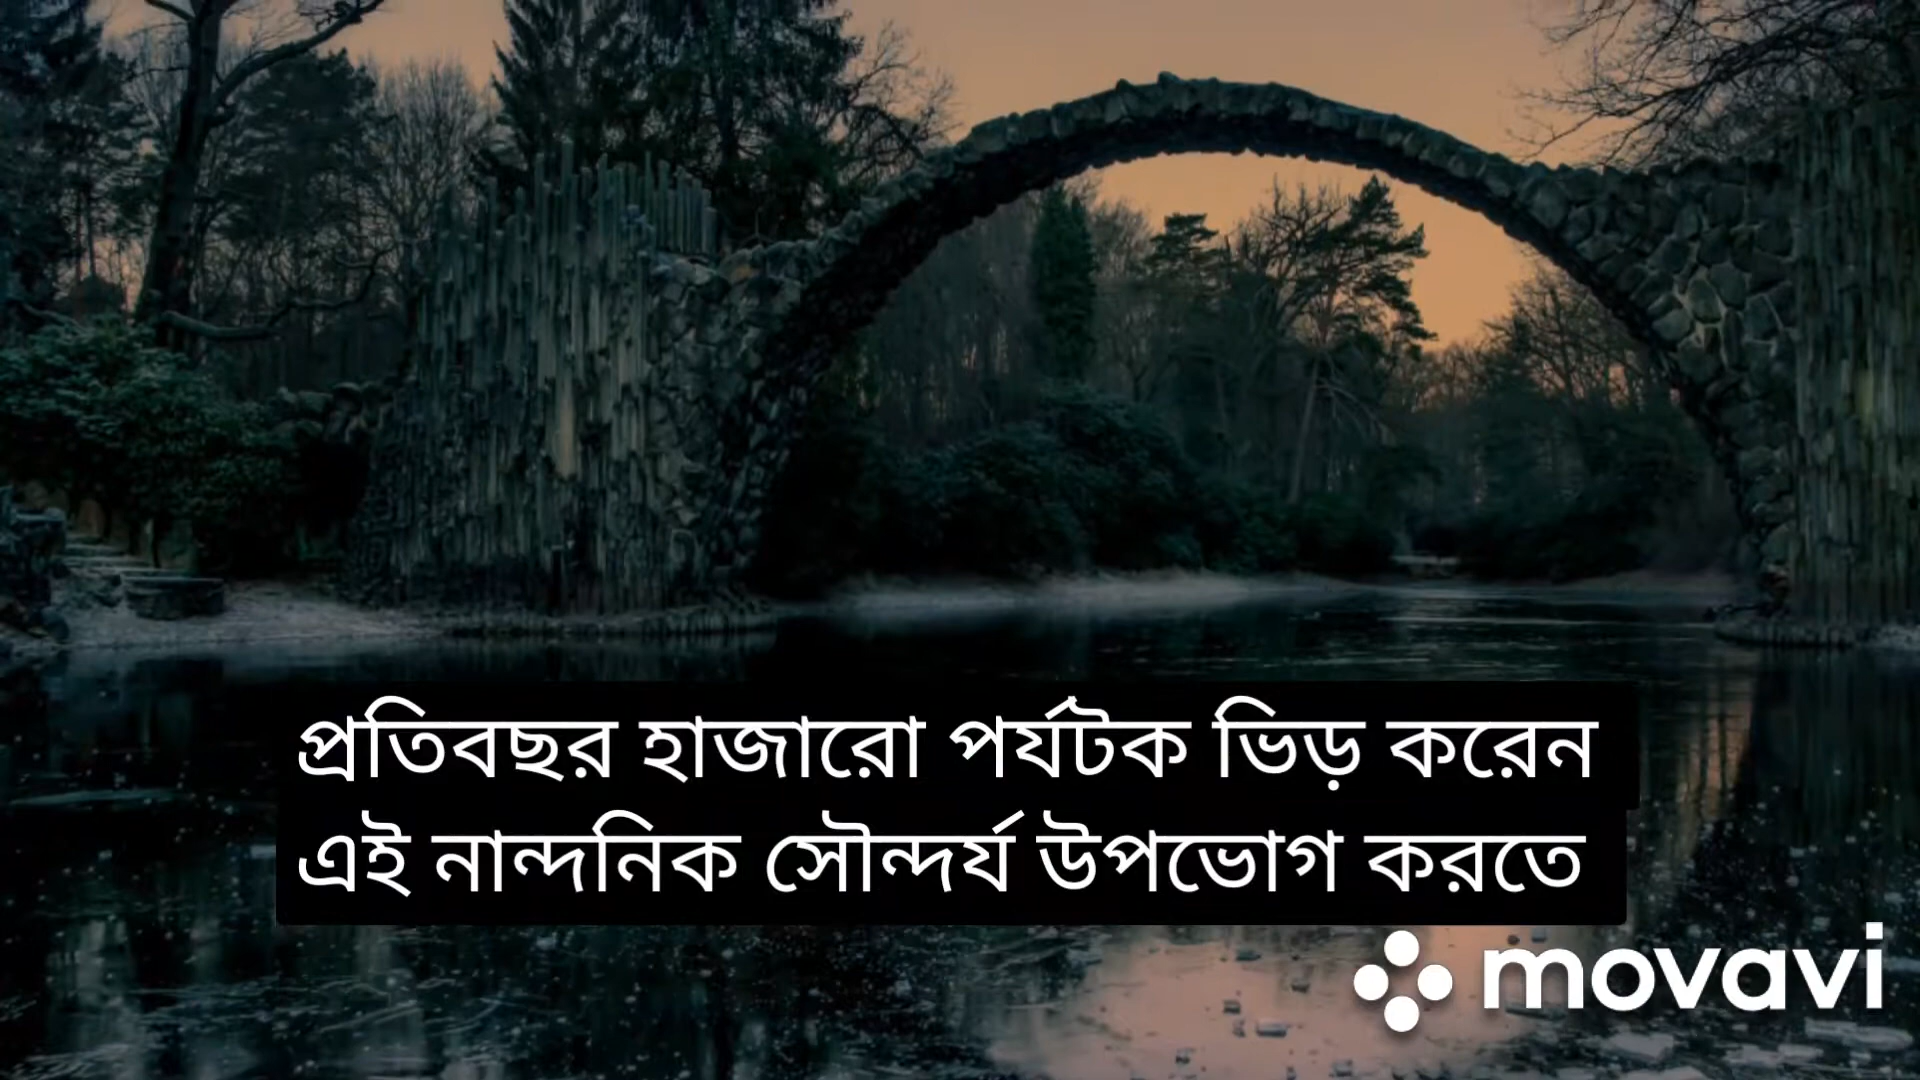 প্রতিবছর হাজারো পর্যটক ভিড় করেন
এই নান্দনিক সৌন্দর্য উপভোগ করতে
movavi